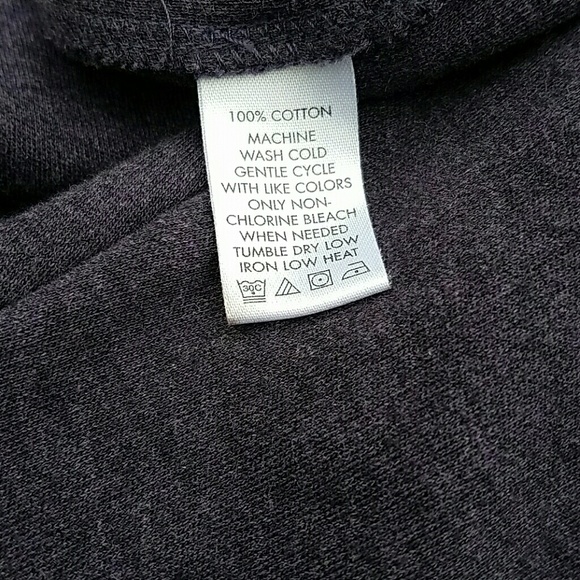 100% COTTON
MACHINE
WASH COLD
GENTLE CYCLE
WITH LIKE COLORS
ONLY NON-
CHLORINE BLEACH
WHEN NEEDED
TUMBLE DRY LOW
IRON LOW HEAT
30C